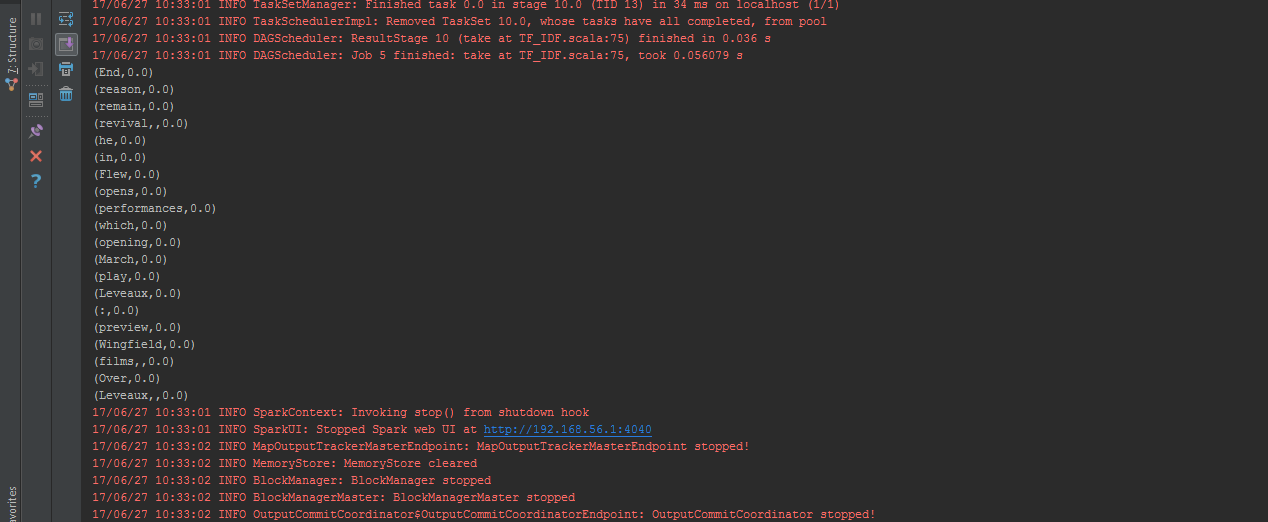 17/06/27 10:33:01 INFO TaskSetManager: Finished task 0.0 in stage 10.0 (TID 13) in 34 ms on localhost (1/1)
17/06/27 10:33:01 INFO TaskSchedulerImpl: Removed TaskSet 10.0, whose tasks have all completed, from pool
17/06/27 10:33:01 INFO DAGScheduler: ResultStage 10 (take at TF_IDF.scala:75) finished in 0.036 s
17/06/27 10:33:01 INFO DAGScheduler: Job 5 finished: take at TF_IDF.scala:75, took 0.056079 s
(End,0.0)
(reason,0.0)
(remain,0.0)
(revival,,0.0)
(he,0.0)
(in,0.0)
(Flew,0.0)
(opens,0.0)
(performances,0.0)
(which,0.0)
(opening,0.0)
(March,0.0)
(play,0.0)
(Leveaux,0.0)
(:,0.0)
(preview,0.0)
(Wingfield,0.0)
(films,,0.0)
(Over,0.0)
(Leveaux,,0.0)
17/06/27 10:33:01 INFO SparkContext: Invoking stop() from shutdown hook
17/06/27 10:33:01 INFO SparkUI: Stopped Spark web UI at http://192.168.56.1:4040
17/06/27 10:33:02 INFO MapOutputTrackerMasterEndpoint: MapOutputTrackerMasterEndpoint stopped!
17/06/27 10:33:02 INFO MemoryStore: MemoryStore cleared
17/06/27 10:33:02 INFO BlockManager: BlockManager stopped
17/06/27 10:33:02 INFO BlockManagerMaster: BlockManagerMaster stopped
17/06/27 10:33:02 INFO OutputCommitCoordinator$OutputCommitCoordinatorEndpoint: OutputCommitCoordinator stopped!
7: Structure
avorites